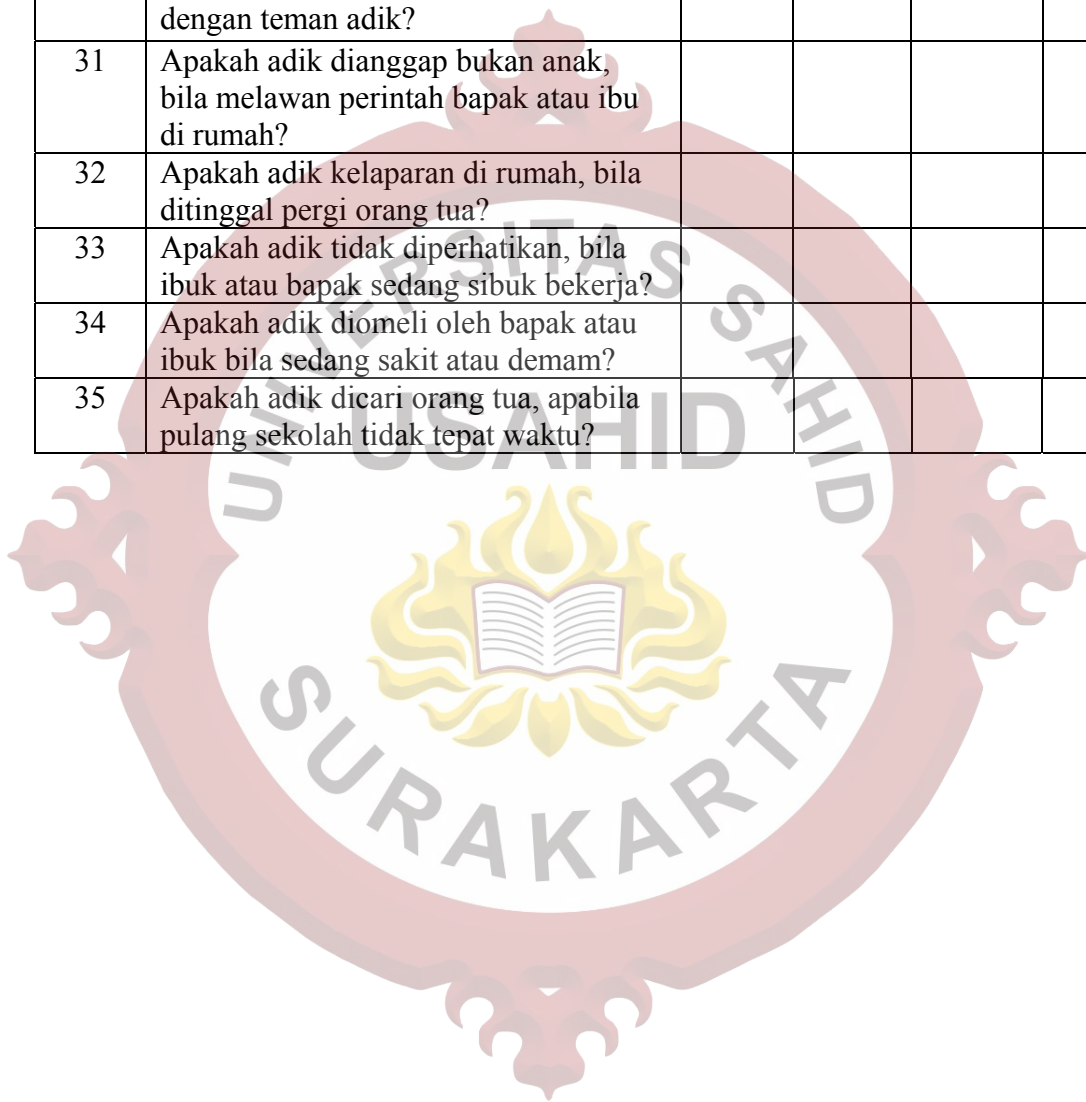 dengan teman adik?
31 Apakah adik dianggap bukan anak,
bila melawan perintah bapak atau ibu
di rumah?
32 Apakah adik kelaparan di rumah, bila
ditinggal pergi orang tua?
33 Apakah adik tidak diperhatikan, bila
ibuk atau bapak sedang sibuk bekerja?
34 Apakah adik diomeli oleh bapak atau
ibuk bila sedang sakit atau demam?
35 Apakah adik dicari orang tua, apabila
pulang sekolah tidak tepat waktu?
UNIVERSITAS SAHID
USAHID
SURAKARTA